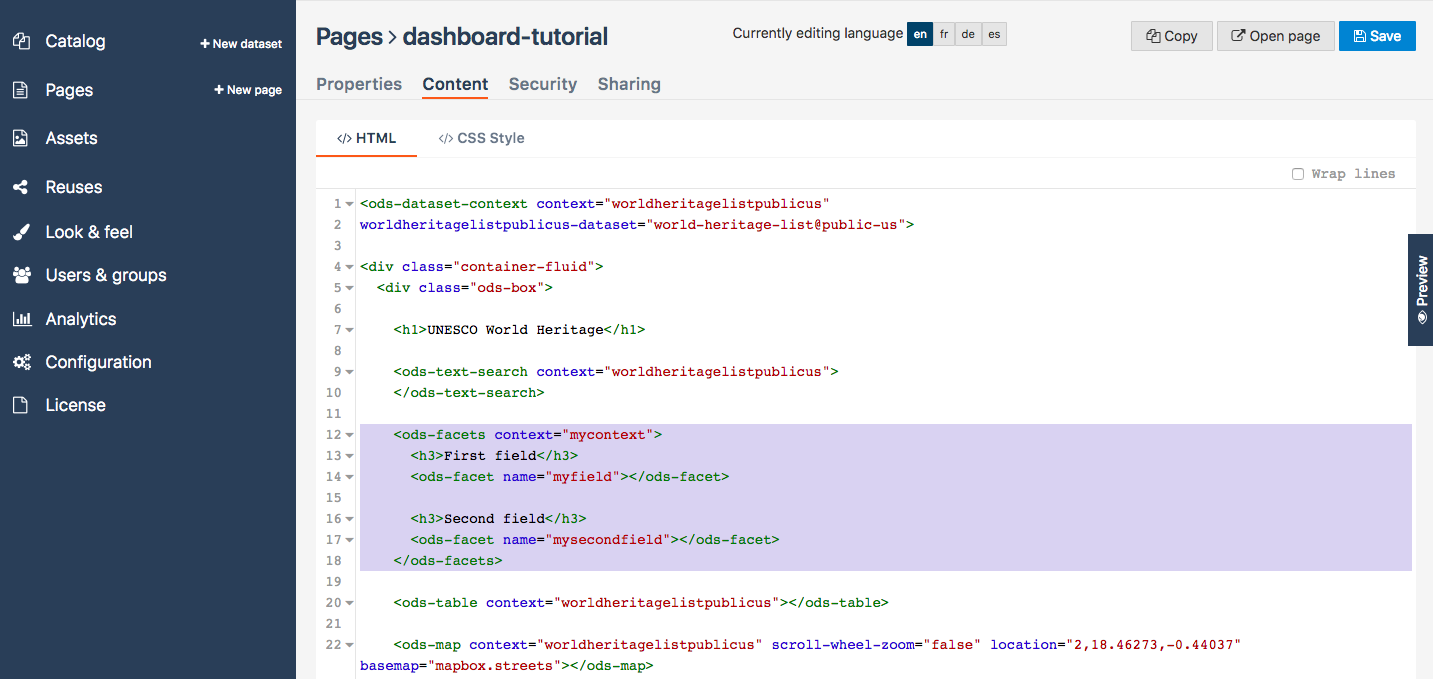 Catalog
+ New dataset
Pages
+ New page
Assets
Reuses
Look & feel
Users & groups
Analytics
Configuration
License
Pages > dashboard-tutorial
Currently editing language en fr de es
Copy
Open page
Save
Properties Content Security Sharing
</> HTML </> CSS Style
Wrap lines
1 <ods-dataset-context context="worldheritagelistpublicus"
2 worldheritagelistpublicus-dataset="world-heritage-list@public-us">
3
4 <div class="container-fluid">
5 <div class="ods-box">
6
7 <h1>UNESCO World Heritage</h1>
8
9 <ods-text-search context="worldheritagelistpublicus">
10 </ods-text-search>
11
12 <ods-facets context="mycontext">
13 <h3>First field</h3>
14 <ods-facet name="myfield"></ods-facet>
15
16 <h3>Second field</h3>
17 <ods-facet name="mysecondfield"></ods-facet>
18 </ods-facets>
19
20 <ods-table context="worldheritagelistpublicus"></ods-table>
21
22 <ods-map context="worldheritagelistpublicus" scroll-wheel-zoom="false" location="2,18.46273,-0.44037"
basemap="mapbox.streets"></ods-map>
Preview